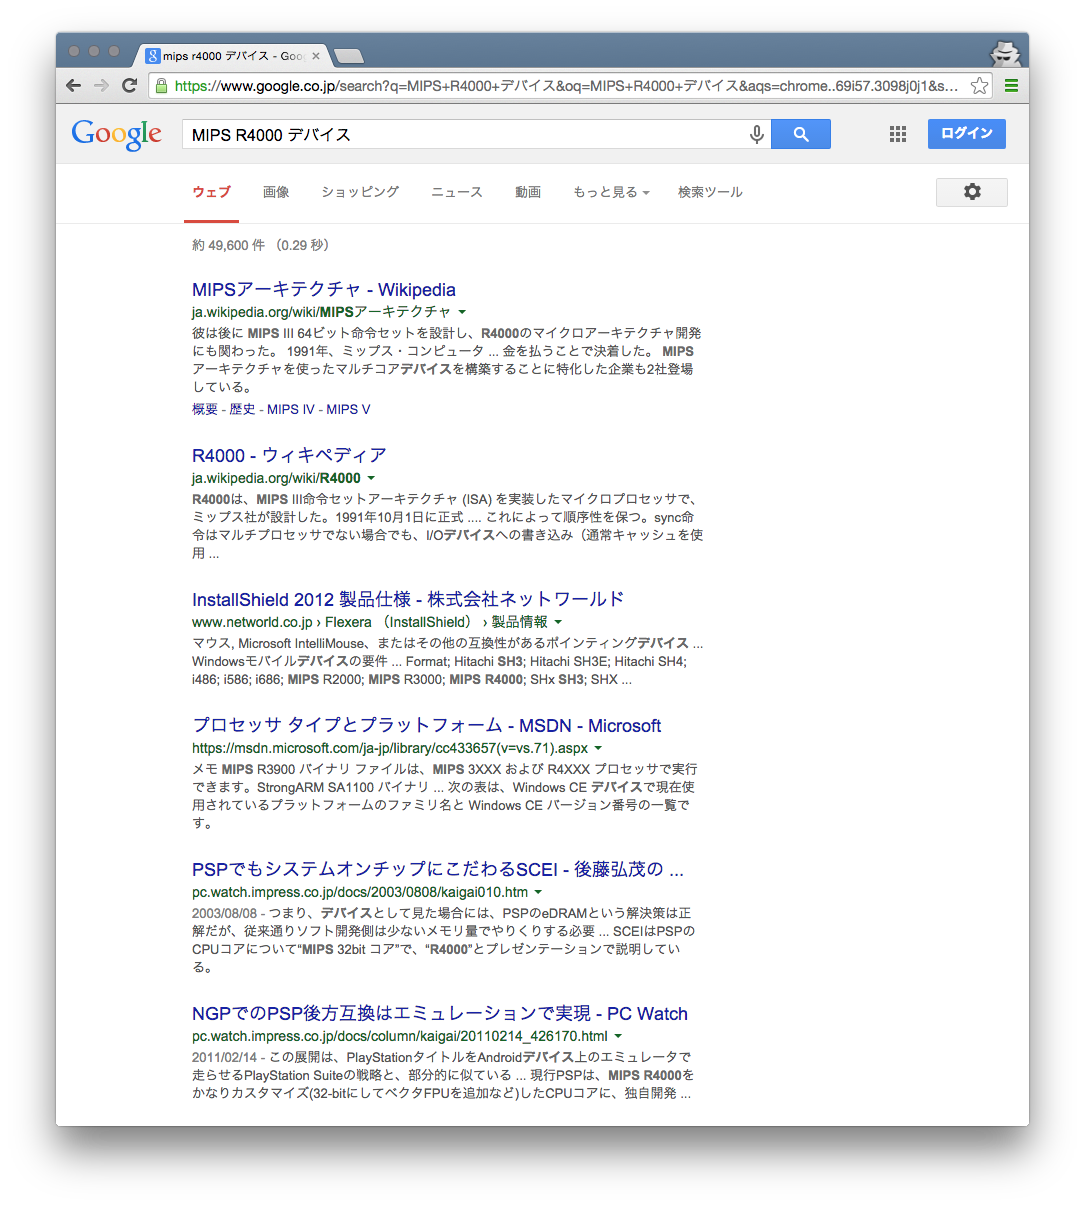 mips r4000 デバイス - Goo
https://www.google.co.jp/search?q=MIPS+R4000+デバイス&oq=MIPS+R4000+デバイス&aqs=chrome..69i57.3098j0j1&s...
Google
MIPS R4000 デバイス
ログイン
ウェブ 画像 ショッピング ニュース 動画 もっと見る 検索ツール
約 49,600 件 （0.29 秒）
MIPSアーキテクチャ - Wikipedia
ja.wikipedia.org/wiki/MIPSアーキテクチャ
彼は後に MIPS III 64ビット命令セットを設計し、R4000のマイクロアーキテクチャ開発
にも関わった。 1991年、ミップス・コンピュータ ... 金を払うことで決着した。 MIPS
アーキテクチャを使ったマルチコアデバイスを構築することに特化した企業も2社登場
している。
概要 - 歴史 - MIPS IV - MIPS V
R4000 - ウィキペディア
ja.wikipedia.org/wiki/R4000
R4000は、MIPS III命令セットアーキテクチャ (ISA) を実装したマイクロプロセッサで、
ミップス社が設計した。1991年10月1日に正式 .... これによって順序性を保つ。sync命
令はマルチプロセッサでない場合でも、I/Oデバイスへの書き込み（通常キャッシュを使
用 ...
InstallShield 2012 製品仕様 - 株式会社ネットワールド
www.networld.co.jp › Flexera （InstallShield） › 製品情報
マウス, Microsoft IntelliMouse、またはその他の互換性があるポインティングデバイス ...
Windowsモバイルデバイスの要件 ... Format; Hitachi SH3; Hitachi SH3E; Hitachi SH4;
i486; i586; i686; MIPS R2000; MIPS R3000; MIPS R4000; SHx SH3; SHX ...
プロセッサ タイプとプラットフォーム - MSDN - Microsoft
https://msdn.microsoft.com/ja-jp/library/cc433657(v=vs.71).aspx
メモ MIPS R3900 バイナリ ファイルは、MIPS 3XXX および R4XXX プロセッサで実行
できます。StrongARM SA1100 バイナリ ... 次の表は、Windows CE デバイスで現在使
用されているプラットフォームのファミリ名と Windows CE バージョン番号の一覧で
す。
PSPでもシステムオンチップにこだわるSCEI - 後藤弘茂の ...
pc.watch.impress.co.jp/docs/2003/0808/kaigai010.htm
2003/08/08 - つまり、デバイスとして見た場合には、PSPのeDRAMという解決策は正
解だが、従来通りソフト開発側は少ないメモリ量でやりくりする必要 ... SCEIはPSPの
CPUコアについて“MIPS 32bit コア”で、“R4000”とプレゼンテーションで説明してい
る。
NGPでのPSP後方互換はエミュレーションで実現 - PC Watch
pc.watch.impress.co.jp/docs/column/kaigai/20110214_426170.html
2011/02/14 - この展開は、PlayStationタイトルをAndroidデバイス上のエミュレータで
走らせるPlayStation Suiteの戦略と、部分的に似ている ... 現行PSPは、MIPS R4000を
かなりカスタマイズ(32-bitにしてベクタFPUを追加など)したCPUコアに、独自開発 ...